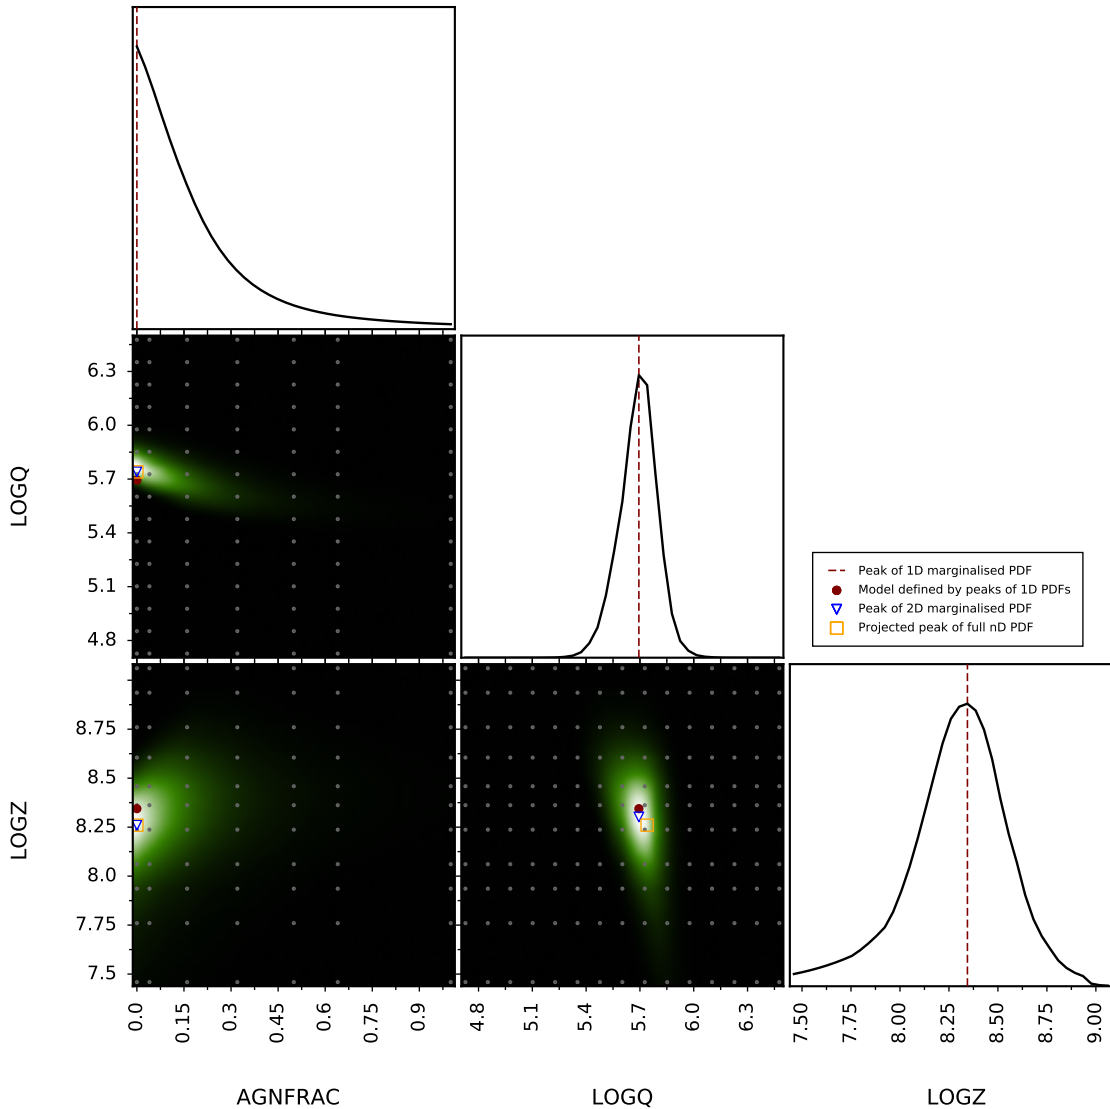 6.3
6.0
5.7
5.4
5.1
4.8
LOGQ
Peak of 1D marginalised PDF
Model defined by peaks of 1D PDFs
Peak of 2D marginalised PDF
Projected peak of full nD PDF
8.75
8.5
8.25
8.0
7.75
7.5
LOGZ
0.0 0.15 0.3 0.45 0.6 0.75 0.9
4.8 5.1 5.4 5.7 6.0 6.3
7.50 7.75 8.00 8.25 8.50 8.75 9.00
AGNFRAC LOGQ LOGZ